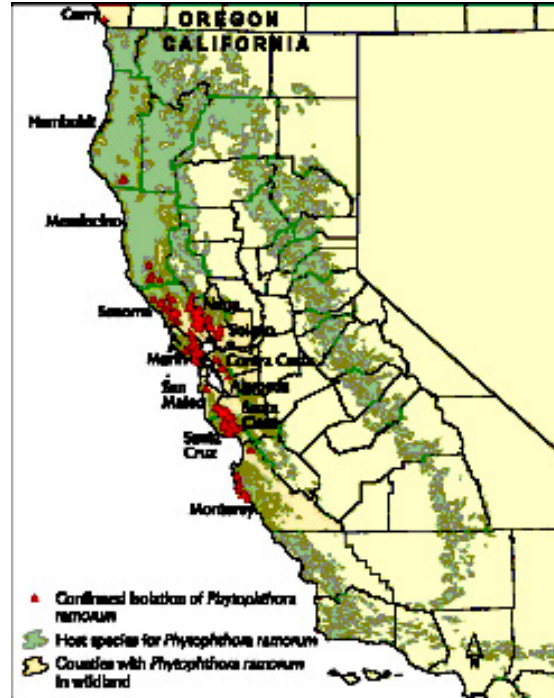 OREGON
Curry
CALIFORNIA
Humboldt
Mendocino
Sonoma
Napa
Solano
Marin
Contra Costa
San
Mateo
Alameda
Santa
Clara
Santa
Cruz
Monterey
Confirmed Isolation of Phytophthora
ramorum
Host species for Phytophthora ramorum
Counties with Phytophthora ramorum
in wildland
N